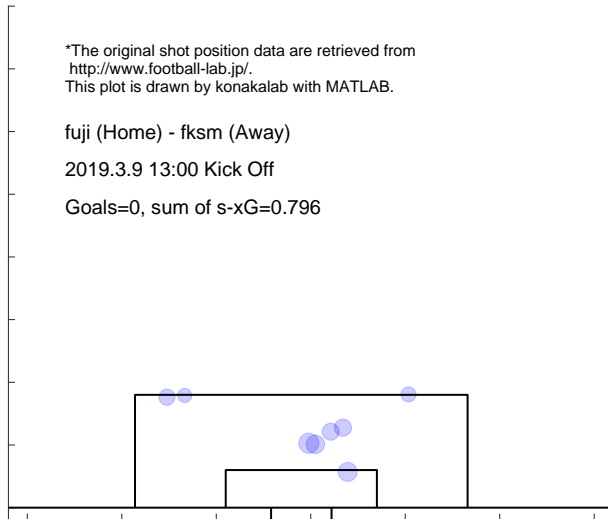 *The original shot position data are retrieved from
http://www.football-lab.jp/.
This plot is drawn by konakalab with MATLAB.
fuji (Home) - fksm (Away)
2019.3.9 13:00 Kick Off
Goals=0, sum of s-xG=0.796